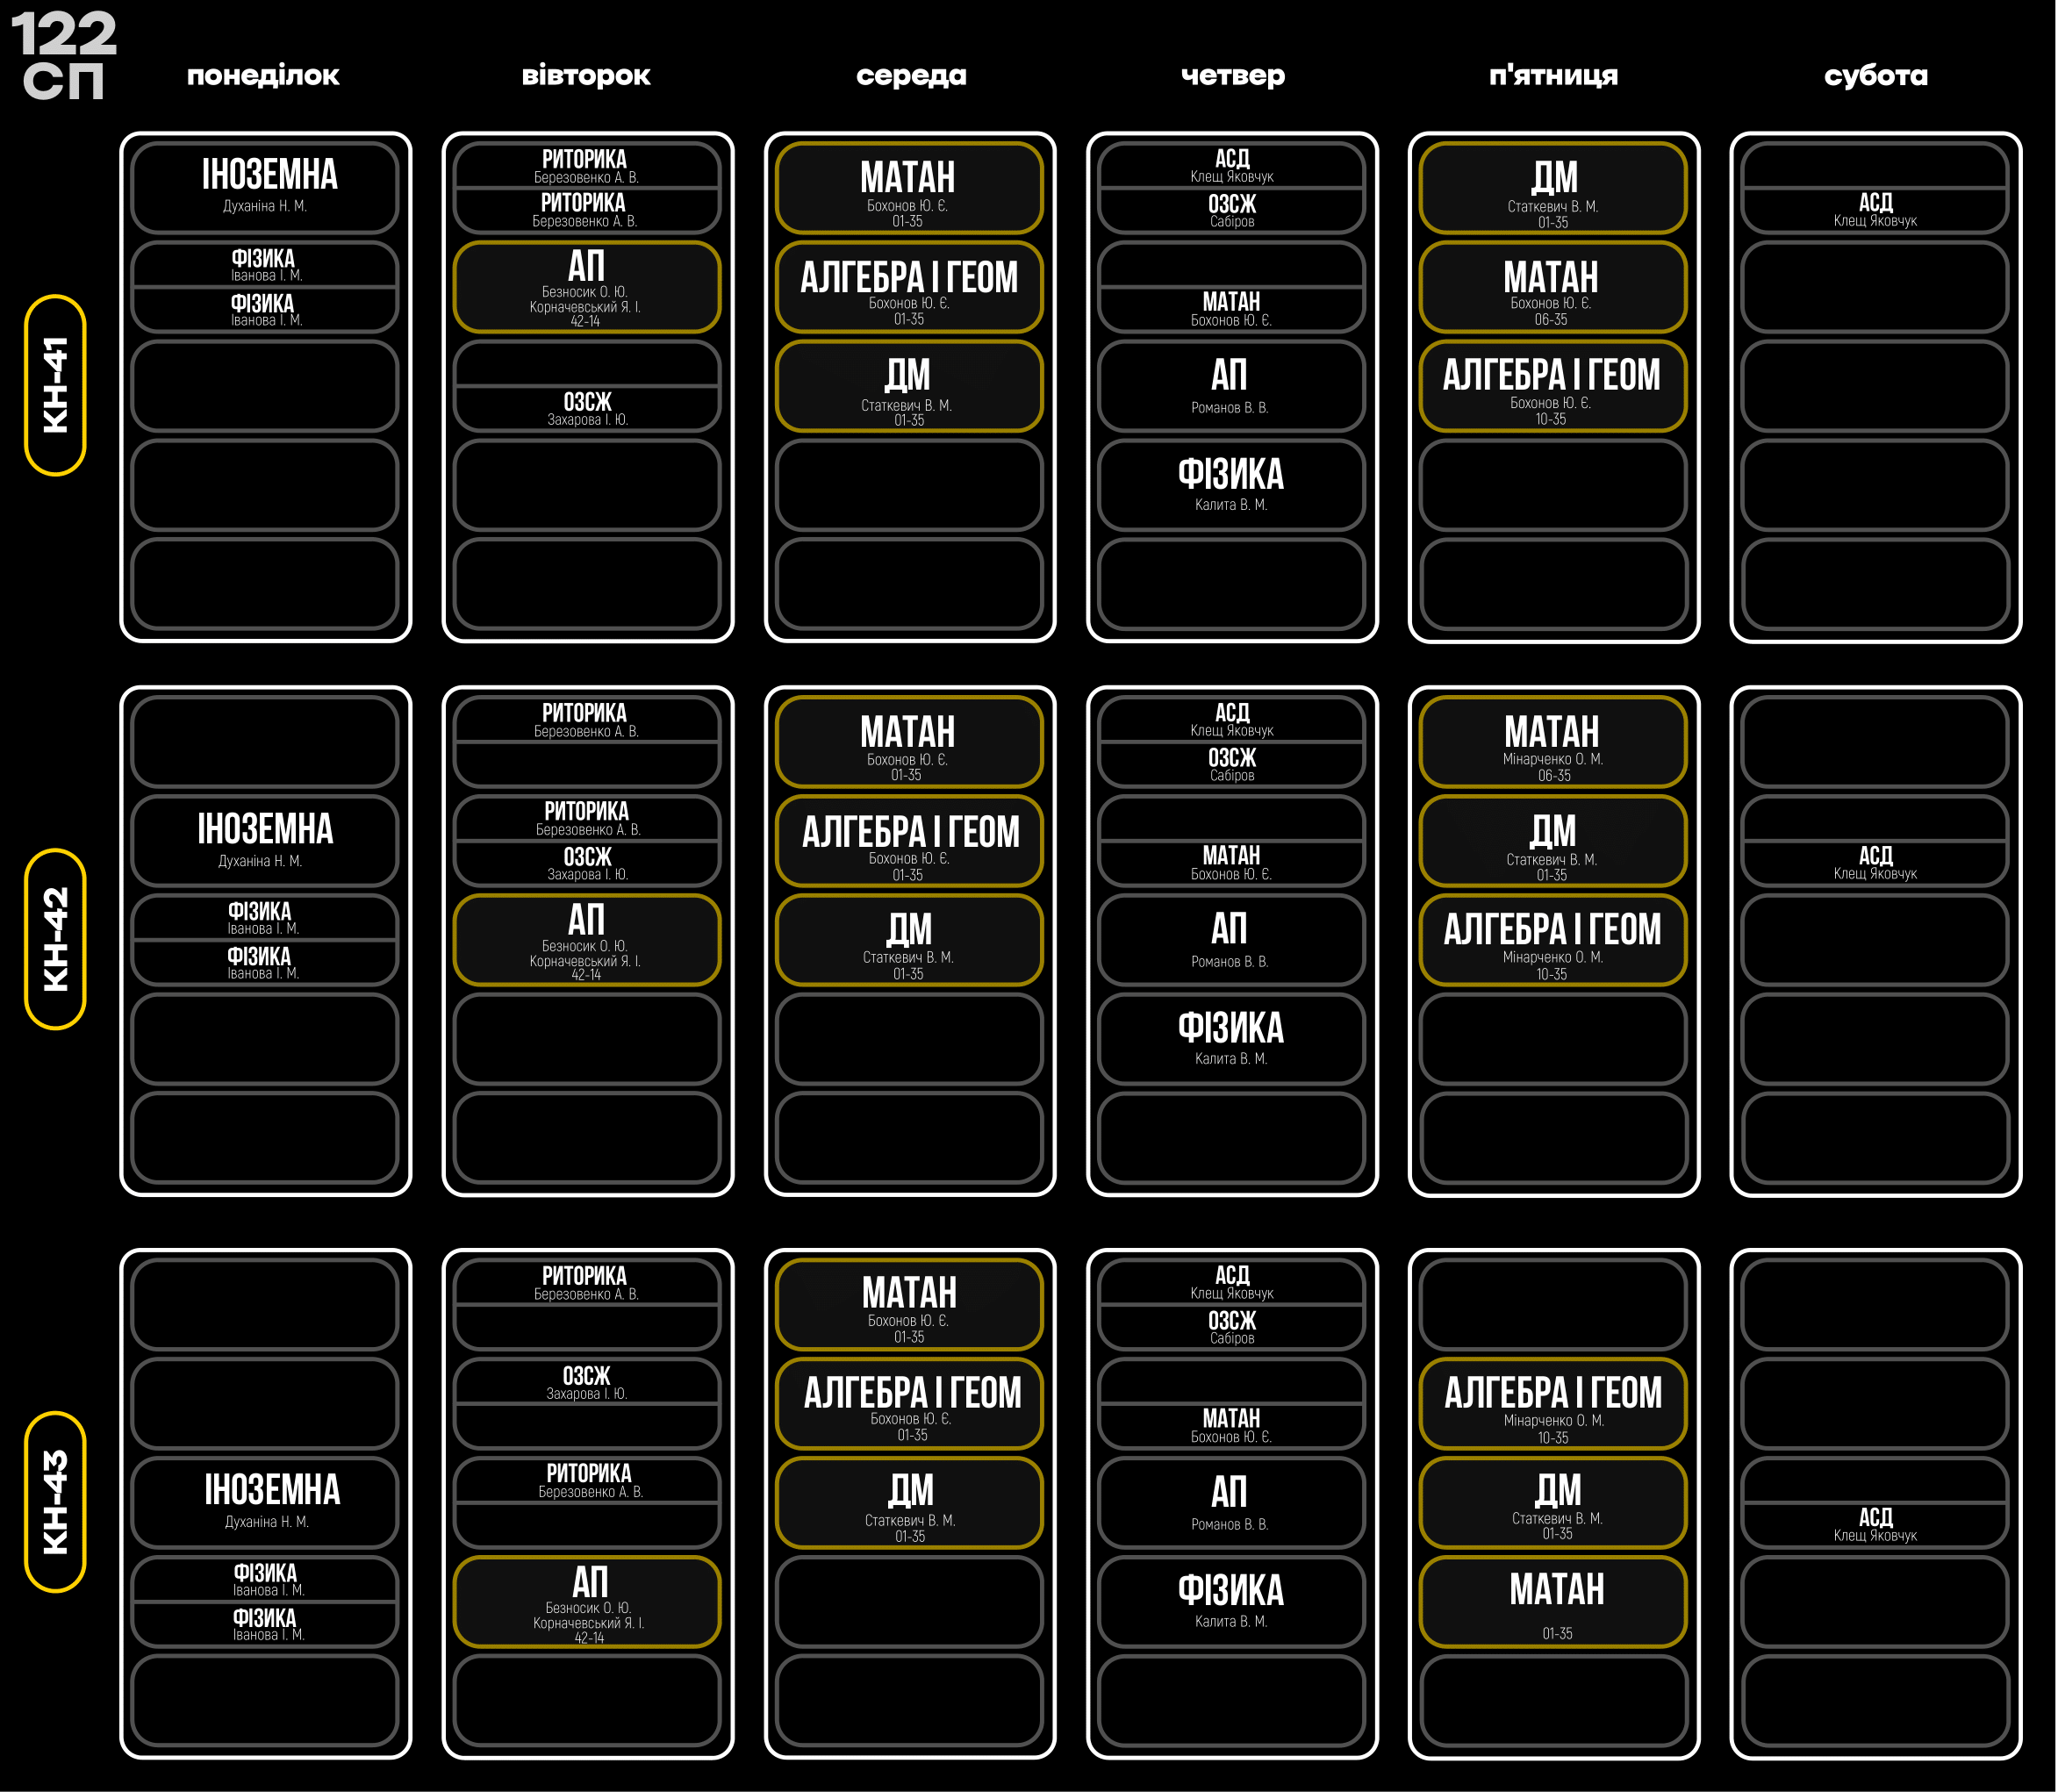 122
СП
понеділок
вівторок
середа
четвер
п'ятниця
субота
КН-41
ІНОЗЕМНА
Духаніна Н. М.
ФІЗИКА
Іванова І. М.
ФІЗИКА
Іванова І. М.
РИТОРИКА
Березовенко А. В.
РИТОРИКА
Березовенко А. В.
АП
Безносик О. Ю.
Корначевський Я. І.
42-14
ОЗСЖ
Захарова І. Ю.
МАТАН
Бохонов Ю. Є.
01-35
АЛГЕБРА І ГЕОМ
Бохонов Ю. Є.
01-35
ДМ
Статкевич В. М.
01-35
АСД
Клещ Яковчук
ОЗСЖ
Сабіров
МАТАН
Бохонов Ю. Є.
АП
Романов В. В.
ФІЗИКА
Калита В. М.
ДМ
Статкевич В. М.
01-35
МАТАН
Бохонов Ю. Є.
06-35
АЛГЕБРА І ГЕОМ
Бохонов Ю. Є.
10-35
АСД
Клещ Яковчук
КН-42
ІНОЗЕМНА
Духаніна Н. М.
ФІЗИКА
Іванова І. М.
ФІЗИКА
Іванова І. М.
РИТОРИКА
Березовенко А. В.
РИТОРИКА
Березовенко А. В.
ОЗСЖ
Захарова І. Ю.
АП
Безносик О. Ю.
Корначевський Я. І.
42-14
МАТАН
Бохонов Ю. Є.
01-35
АЛГЕБРА І ГЕОМ
Бохонов Ю. Є.
01-35
ДМ
Статкевич В. М.
01-35
АСД
Клещ Яковчук
ОЗСЖ
Сабіров
МАТАН
Бохонов Ю. Є.
АП
Романов В. В.
ФІЗИКА
Калита В. М.
МАТАН
Мінарченко О. М.
06-35
ДМ
Статкевич В. М.
01-35
АЛГЕБРА І ГЕОМ
Мінарченко О. М.
10-35
АСД
Клещ Яковчук
КН-43
ІНОЗЕМНА
Духаніна Н. М.
ФІЗИКА
Іванова І. М.
ФІЗИКА
Іванова І. М.
РИТОРИКА
Березовенко А. В.
ОЗСЖ
Захарова І. Ю.
РИТОРИКА
Березовенко А. В.
АП
Безносик О. Ю.
Корначевський Я. І.
42-14
МАТАН
Бохонов Ю. Є.
01-35
АЛГЕБРА І ГЕОМ
Бохонов Ю. Є.
01-35
ДМ
Статкевич В. М.
01-35
АСД
Клещ Яковчук
ОЗСЖ
Сабіров
МАТАН
Бохонов Ю. Є.
АП
Романов В. В.
ФІЗИКА
Калита В. М.
АЛГЕБРА І ГЕОМ
Мінарченко О. М.
10-35
ДМ
Статкевич В. М.
01-35
МАТАН
01-35
АСД
Клещ Яковчук